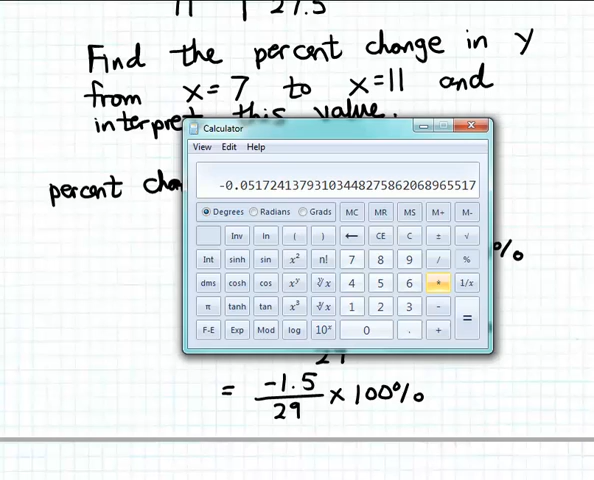 11 | 27.5
Find the percent change in y
from x=7 to x=11 and
interpret this value.
Calculator
View Edit Help
-0.05172413793103448275862068965517
Degrees Radians Grads MC MR MS M+ M-
percent cha
Inv ln ( ) ← CE C ± √
Int sinh sin x² n! 7 8 9 / %
%
dms cosh cos xʸ ʸ√x 4 5 6 * 1/x
π tanh tan x³ ³√x 1 2 3 - =
F-E Exp Mod log 10ˣ 0 . +
29
= -1.5/29 × 100%